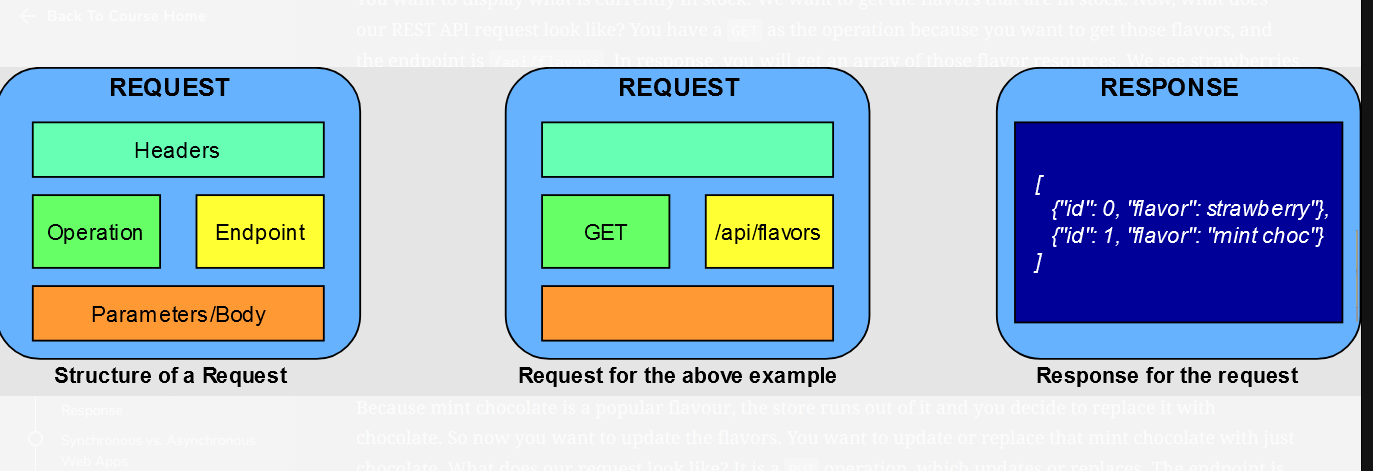 You want to display what is currently in stock. We want to get the flavors that are in stock. Now, what does
Back To Course Home
our REST API request look like? You have a GET as the operation because you want to get those flavors, and
the endpoint is /api/flavors. In response, you will get an array of those flavor resources. We see strawberries
REQUEST
Headers
Operation
Endpoint
Parameters/Body
Structure of a Request
REQUEST
GET
/api/flavors
Request for the above example
RESPONSE
[
{"id": 0, "flavor": strawberry"},
{"id": 1, "flavor": "mint choc"}
]
Response for the request
Response
Synchronous vs. Asynchronous
Web Apps
Because mint chocolate is a popular flavour, the store runs out of it and you decide to replace it with
chocolate. So now you want to update the flavors. You want to update or replace that mint chocolate with just
chocolate. What does our request look like? It is a PUT operation, which updates or replaces. The endpoint is